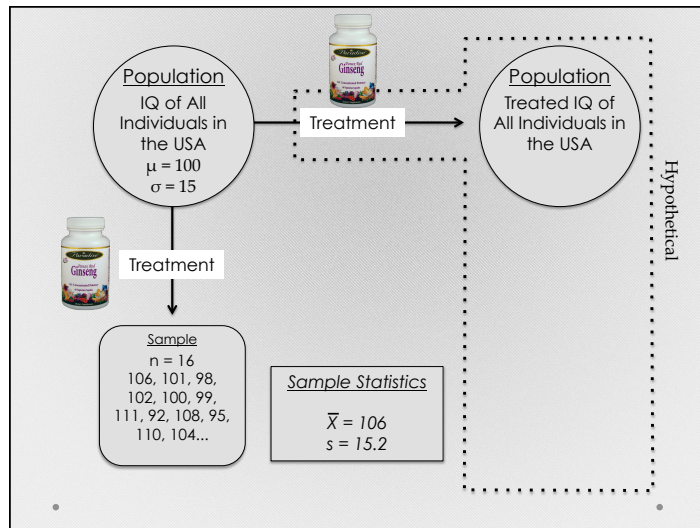 Population
IQ of All
Individuals in
the USA
μ = 100
σ = 15
Ginseng
Treatment
Population
Treated IQ of
All Individuals in
the USA
Hypothetical
Ginseng
Treatment
Sample
n = 16
106, 101, 98,
102, 100, 99,
111, 92, 108, 95,
110, 104...
Sample Statistics
X̅ = 106
s = 15.2